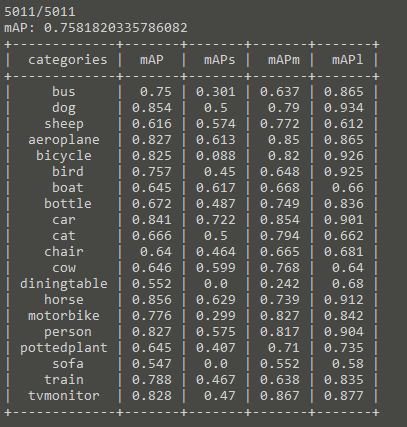 5011/5011
mAP: 0.7581820335786082
+-------------+-------+-------+-------+-------+
|  categories |  mAP  |  mAPs |  mAPm |  mAPl |
+-------------+-------+-------+-------+-------+
|     bus     |  0.75 | 0.301 | 0.637 | 0.865 |
|     dog     | 0.854 |  0.5  |  0.79 | 0.934 |
|    sheep    | 0.616 | 0.574 | 0.772 | 0.612 |
|  aeroplane  | 0.827 | 0.613 |  0.85 | 0.865 |
|   bicycle   | 0.825 | 0.088 |  0.82 | 0.926 |
|     bird    | 0.757 |  0.45 | 0.648 | 0.925 |
|     boat    | 0.645 | 0.617 | 0.668 |  0.66 |
|    bottle   | 0.672 | 0.487 | 0.749 | 0.836 |
|     car     | 0.841 | 0.722 | 0.854 | 0.901 |
|     cat     | 0.666 |  0.5  | 0.794 | 0.662 |
|    chair    |  0.64 | 0.464 | 0.665 | 0.681 |
|     cow     | 0.646 | 0.599 | 0.768 |  0.64 |
| diningtable | 0.552 |  0.0  | 0.242 |  0.68 |
|    horse    | 0.856 | 0.629 | 0.739 | 0.912 |
|  motorbike  | 0.776 | 0.299 | 0.827 | 0.842 |
|    person   | 0.827 | 0.575 | 0.817 | 0.904 |
| pottedplant | 0.645 | 0.407 |  0.71 | 0.735 |
|     sofa    | 0.547 |  0.0  | 0.552 |  0.58 |
|    train    | 0.788 | 0.467 | 0.638 | 0.835 |
|  tvmonitor  | 0.828 |  0.47 | 0.867 | 0.877 |
+-------------+-------+-------+-------+-------+